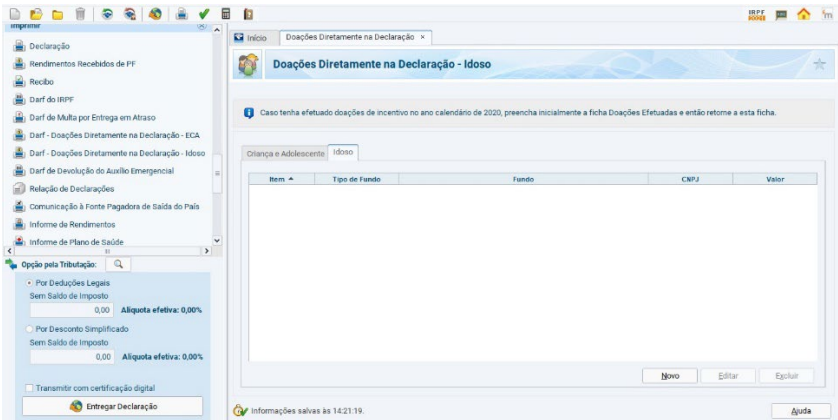 IRPF
Imprimir
Declaração
Rendimentos Recebidos de PF
Recibo
Darf do IRPF
Darf de Multa por Entrega em Atraso
Darf - Doações Diretamente na Declaração - ECA
Darf - Doações Diretamente na Declaração - Idoso
Darf de Devolução do Auxílio Emergencial
Relação de Declarações
Comunicação à Fonte Pagadora de Saída do País
Informe de Rendimentos
Informe de Plano de Saúde
Opção pela Tributação:
Por Deduções Legais
Sem Saldo de Imposto
0,00 Alíquota efetiva: 0,00%
Por Desconto Simplificado
Sem Saldo de Imposto
0,00 Alíquota efetiva: 0,00%
Transmitir com certificação digital
Entregar Declaração
Início Doações Diretamente na Declaração ×
Doações Diretamente na Declaração - Idoso
Caso tenha efetuado doações de incentivo no ano calendário de 2020, preencha inicialmente a ficha Doações Efetuadas e então retorne a esta ficha.
Criança e Adolescente Idoso
Item Tipo de Fundo Fundo CNPJ Valor
Novo Editar Excluir
Informações salvas às 14:21:19. Ajuda